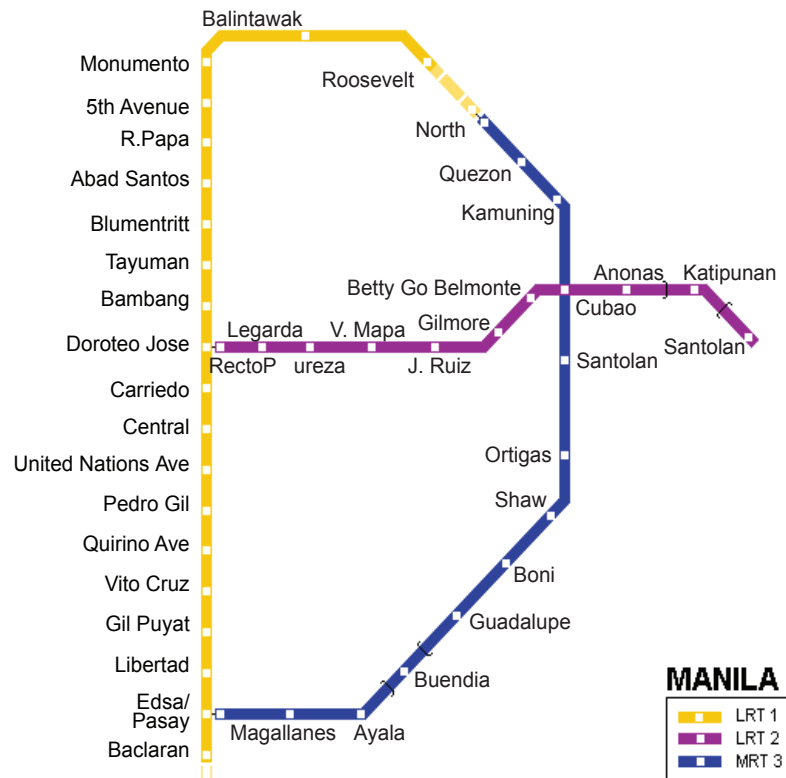 Balintawak
Monumento
Roosevelt
5th Avenue
North
R.Papa
Quezon
Abad Santos
Kamuning
Blumentritt
Tayuman
Anonas
Katipunan
Betty Go Belmonte
Bambang
Cubao
Legarda
V. Mapa
Gilmore
Doroteo Jose
Santolan
RectoP
ureza
J. Ruiz
Santolan
Carriedo
Central
Ortigas
United Nations Ave
Shaw
Pedro Gil
Quirino Ave
Boni
Vito Cruz
Guadalupe
Gil Puyat
Libertad
Buendia
MANILA
Edsa/
Pasay
Magallanes
Ayala
LRT 1
Baclaran
LRT 2
MRT 3